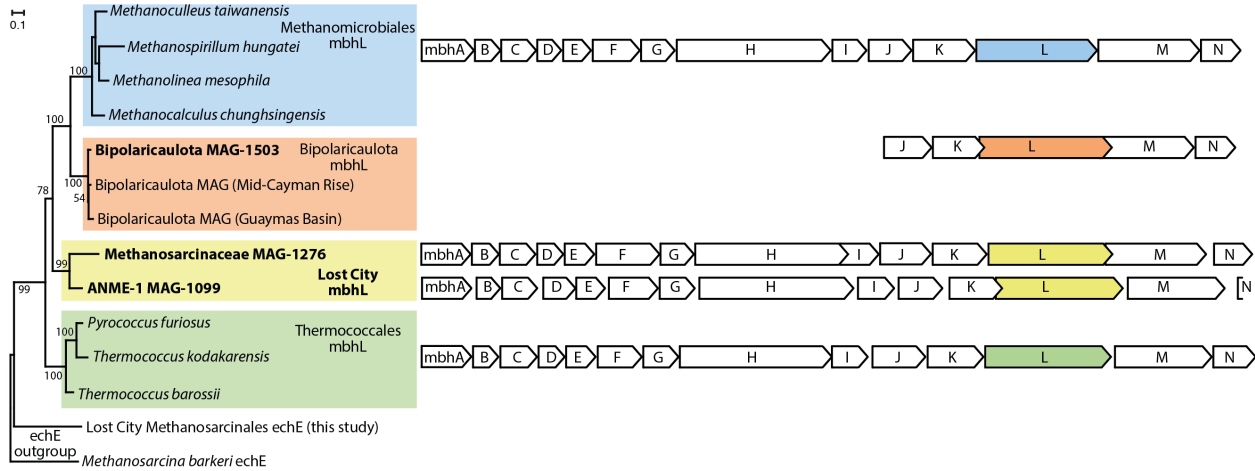 0.1
Methanoculleus taiwanensis
Methanomicrobiales
mbhL
Methanospirillum hungatei
mbhA B C D E F G H I J K L M N
100
Methanolinea mesophila
Methanocalculus chunghsingensis
100
Bipolaricaulota MAG-1503
Bipolaricaulota
mbhL
J K L M N
100
Bipolaricaulota MAG (Mid-Cayman Rise)
54
78
Bipolaricaulota MAG (Guaymas Basin)
Methanosarcinaceae MAG-1276
mbhA B C D E F G H I J K L M N
99
Lost City
mbhL
ANME-1 MAG-1099
mbhA B C D E F G H I J K L M N
99
Pyrococcus furiosus
Thermococcales
mbhL
100
Thermococcus kodakarensis
mbhA B C D E F G H I J K L M N
100
Thermococcus barossii
Lost City Methanosarcinales echE (this study)
echE
outgroup
Methanosarcina barkeri echE